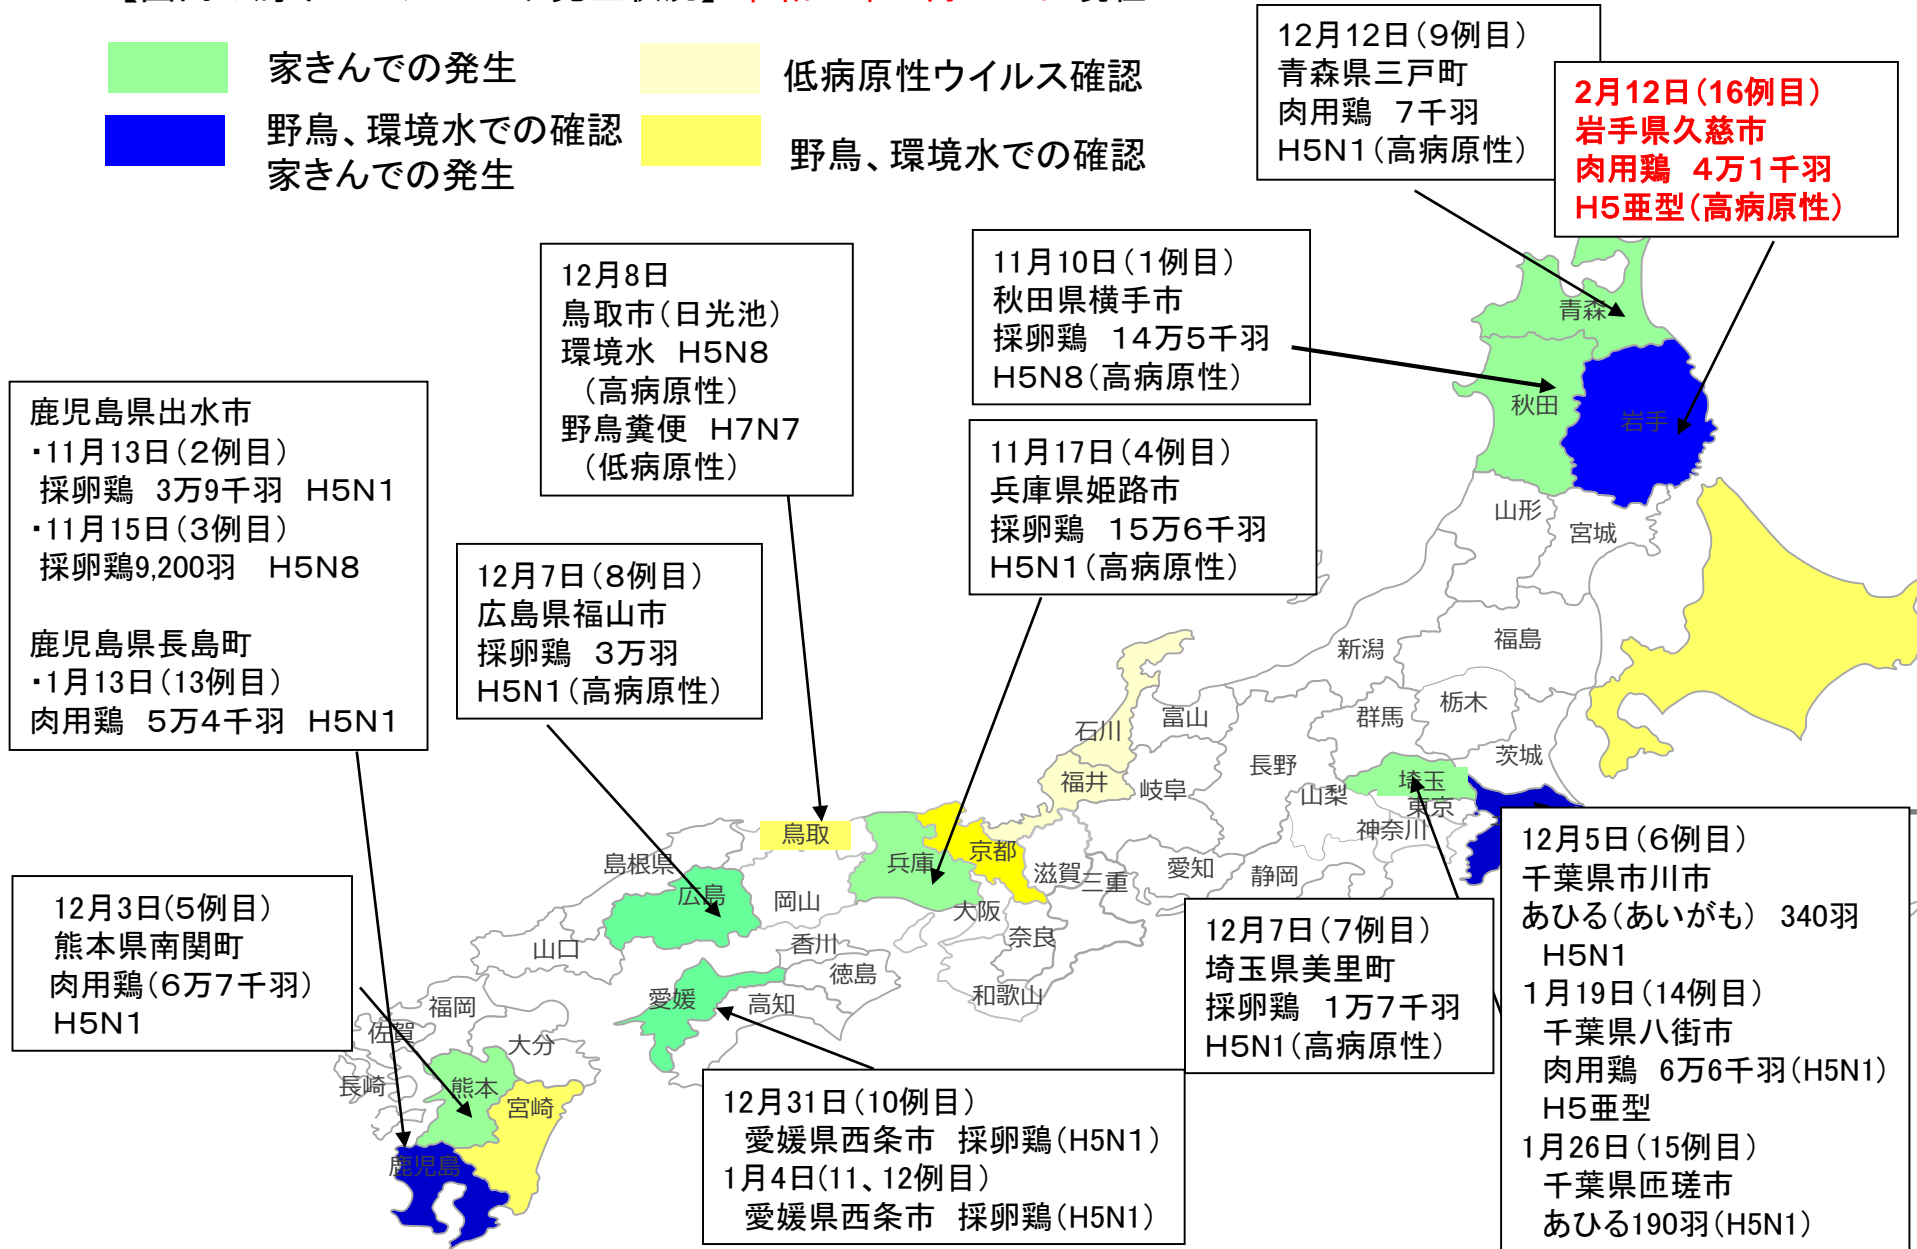 家きんでの発生
低病原性ウイルス確認
野鳥、環境水での確認
家きんでの発生
野鳥、環境水での確認
12月12日（9例目）
青森県三戸町
肉用鶏　7千羽
H5N1（高病原性）
2月12日（16例目）
岩手県久慈市
肉用鶏　4万1千羽
H5亜型（高病原性）
12月8日
鳥取市（日光池）
環境水　H5N8
（高病原性）
野鳥糞便　H7N7
（低病原性）
11月10日（1例目）
秋田県横手市
採卵鶏　14万5千羽
H5N8（高病原性）
鹿児島県出水市
・11月13日（2例目）
採卵鶏　3万9千羽　H5N1
・11月15日（3例目）
採卵鶏9,200羽　H5N8
鹿児島県長島町
・1月13日（13例目）
肉用鶏　5万4千羽　H5N1
11月17日（4例目）
兵庫県姫路市
採卵鶏　15万6千羽
H5N1（高病原性）
12月7日（8例目）
広島県福山市
採卵鶏　3万羽
H5N1（高病原性）
12月3日（5例目）
熊本県南関町
肉用鶏（6万7千羽）
H5N1
12月7日（7例目）
埼玉県美里町
採卵鶏　1万7千羽
H5N1（高病原性）
12月5日（6例目）
千葉県市川市
あひる（あいがも）　340羽
H5N1
1月19日（14例目）
千葉県八街市
肉用鶏　6万6千羽（H5N1）
H5亜型
1月26日（15例目）
千葉県匝瑳市
あひる190羽（H5N1）
12月31日（10例目）
愛媛県西条市　採卵鶏（H5N1）
1月4日（11、12例目）
愛媛県西条市　採卵鶏（H5N1）
青森
秋田
岩手
山形
宮城
福島
新潟
栃木
群馬
茨城
富山
石川
長野
埼玉
福井
岐阜
山梨
東京
神奈川
鳥取
京都
兵庫
滋賀
三重
愛知
静岡
島根県
広島
岡山
大阪
奈良
山口
香川
徳島
和歌山
愛媛
高知
福岡
佐賀
大分
長崎
熊本
宮崎
鹿児島